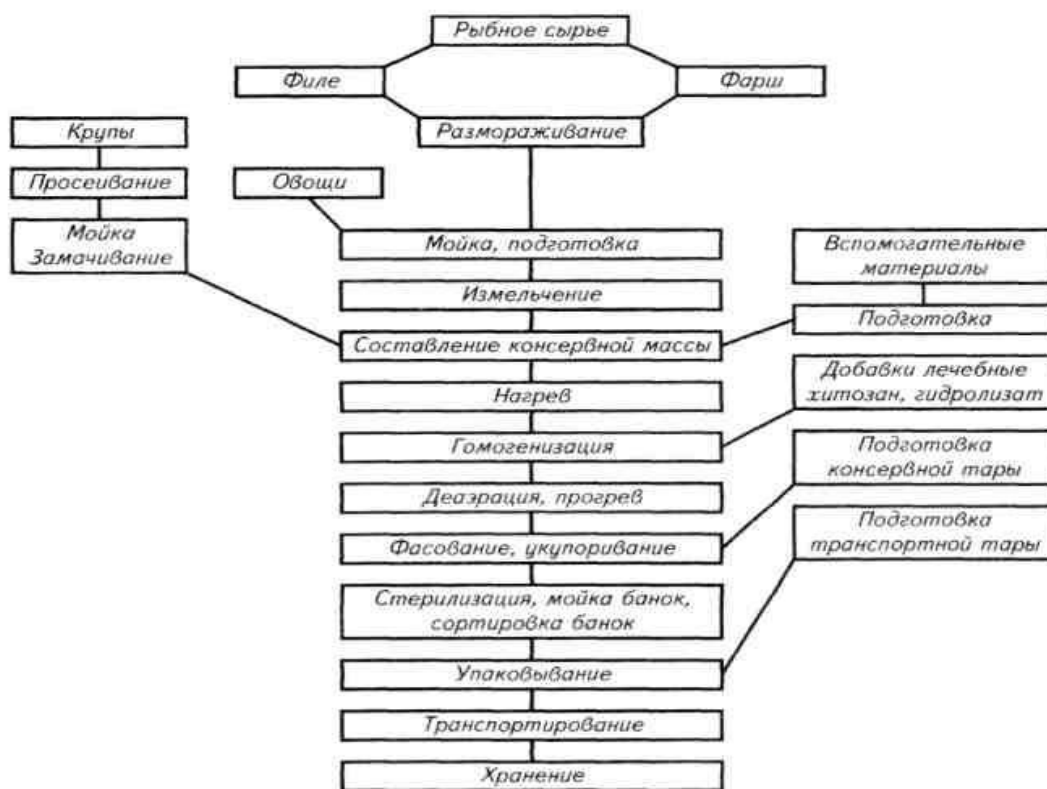 Рыбное сырье
Филе
Фарш
Размораживание
Крупы
Просеивание
Овощи
Мойка
Замачивание
Мойка, подготовка
Вспомогательные
материалы
Измельчение
Составление консервной массы
Подготовка
Нагрев
Добавки лечебные
хитозан, гидролизат
Гомогенизация
Подготовка
консервной тары
Деаэрация, прогрев
Фасование, укупоривание
Подготовка
транспортной тары
Стерилизация, мойка банок,
сортировка банок
Упаковывание
Транспортирование
Хранение